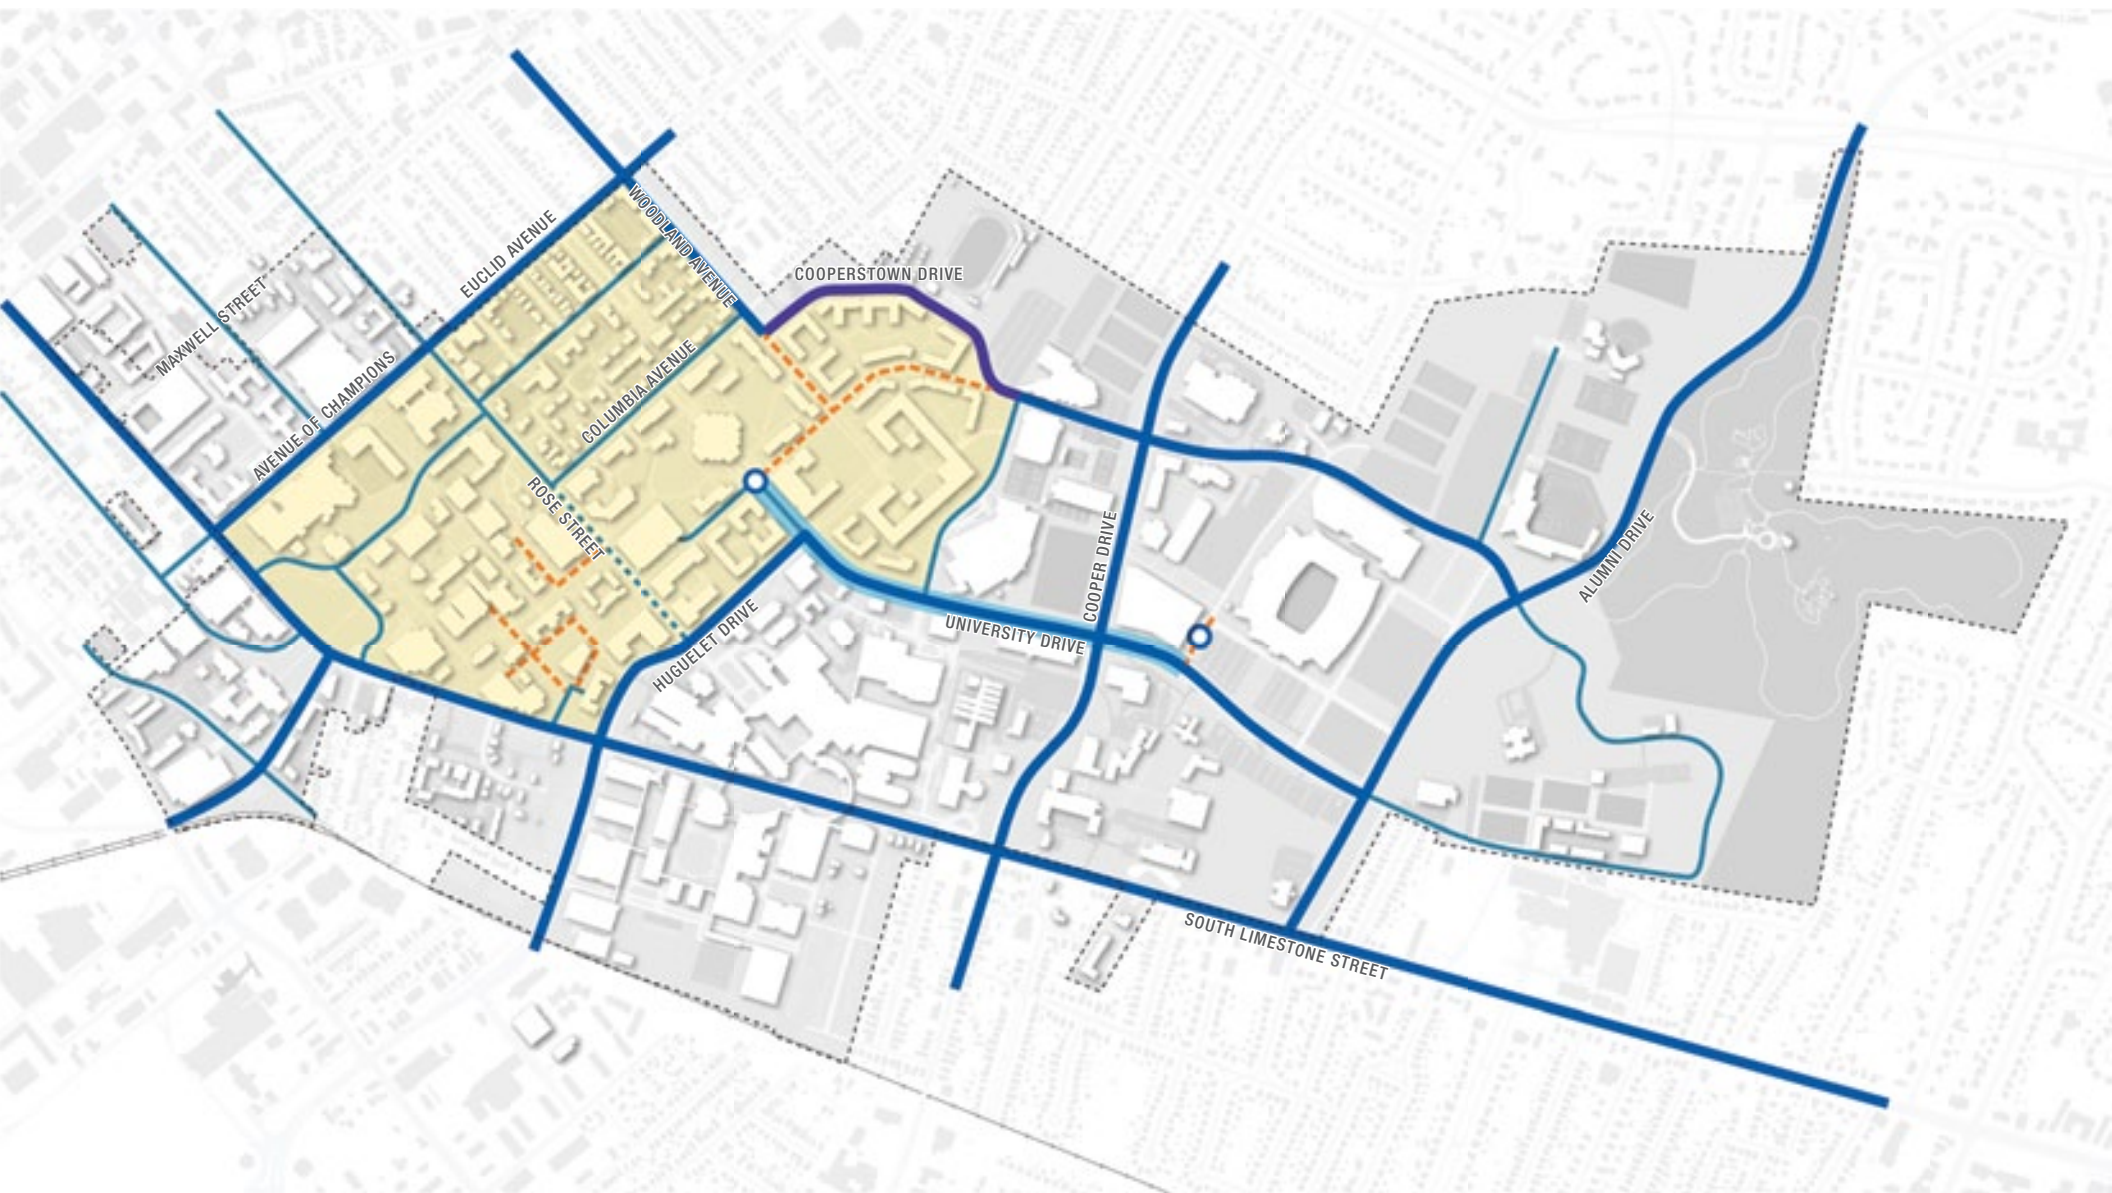 EUCLID AVENUE
WOODLAND AVENUE
COOPERSTOWN DRIVE
MAXWELL STREET
AVENUE OF CHAMPIONS
COLUMBIA AVENUE
ROSE STREET
HUGUELET DRIVE
COOPER DRIVE
ALUMNI DRIVE
UNIVERSITY DRIVE
SOUTH LIMESTONE STREET